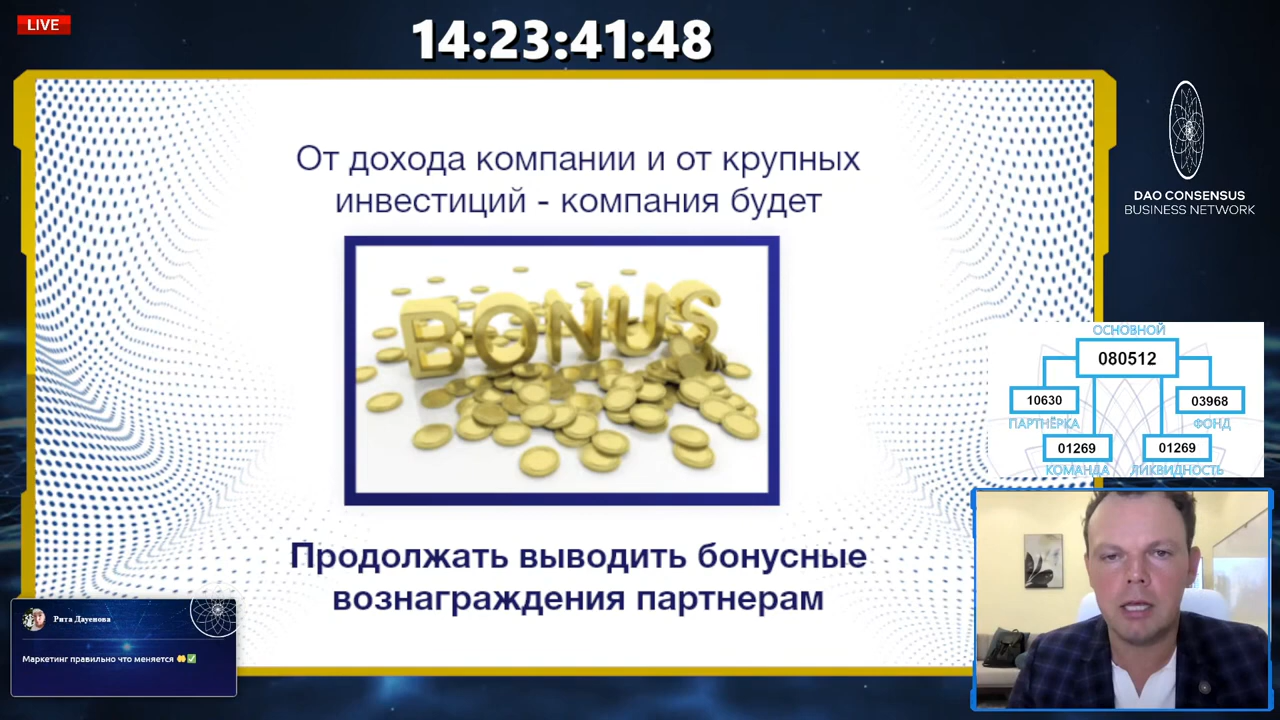 LIVE
14:23:41:48
От дохода компании и от крупных
инвестиций - компания будет
BONUS
Продолжать выводить бонусные
вознаграждения партнерам
DAO CONSENSUS
BUSINESS NETWORK
ОСНОВНОЙ
080512
10630
03968
ПАРТНЁРКА
ФОНД
01269
01269
КОМАНДА
ЛИКВИДНОСТЬ
Рита Дауенова
Маркетинг правильно что меняется